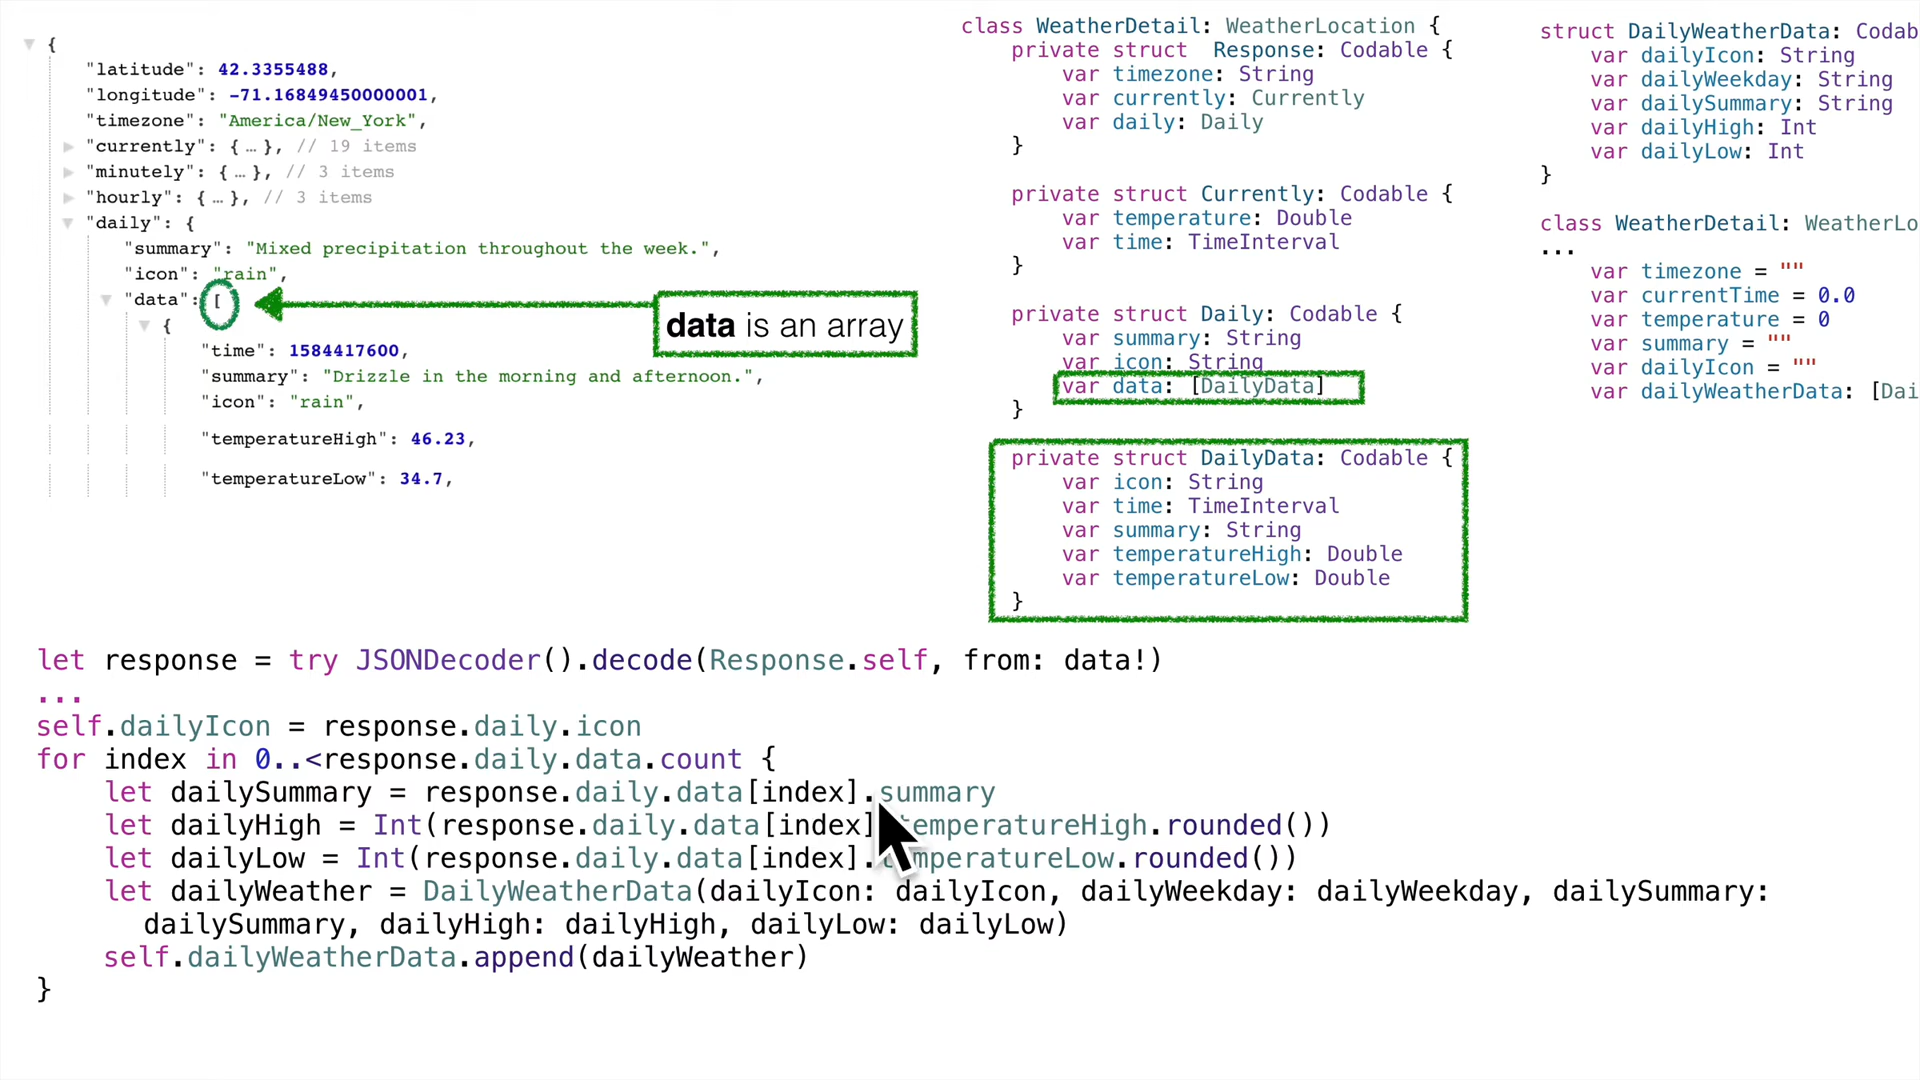 {
"latitude": 42.3355488,
"longitude": -71.16849450000001,
"timezone": "America/New_York",
"currently": { … }, // 19 items
"minutely": { … }, // 3 items
"hourly": { … }, // 3 items
"daily": {
"summary": "Mixed precipitation throughout the week.",
"icon": "rain",
"data": [
{
"time": 1584417600,
"summary": "Drizzle in the morning and afternoon.",
"icon": "rain",
"temperatureHigh": 46.23,
"temperatureLow": 34.7,
data is an array
class WeatherDetail: WeatherLocation {
private struct Response: Codable {
var timezone: String
var currently: Currently
var daily: Daily
}
private struct Currently: Codable {
var temperature: Double
var time: TimeInterval
}
private struct Daily: Codable {
var summary: String
var icon: String
var data: [DailyData]
}
private struct DailyData: Codable {
var icon: String
var time: TimeInterval
var summary: String
var temperatureHigh: Double
var temperatureLow: Double
}
struct DailyWeatherData: Codab
var dailyIcon: String
var dailyWeekday: String
var dailySummary: String
var dailyHigh: Int
var dailyLow: Int
}
class WeatherDetail: WeatherLo
...
var timezone = ""
var currentTime = 0.0
var temperature = 0
var summary = ""
var dailyIcon = ""
var dailyWeatherData: [Dai
let response = try JSONDecoder().decode(Response.self, from: data!)
...
self.dailyIcon = response.daily.icon
for index in 0..<response.daily.data.count {
let dailySummary = response.daily.data[index].summary
let dailyHigh = Int(response.daily.data[index].temperatureHigh.rounded())
let dailyLow = Int(response.daily.data[index].temperatureLow.rounded())
let dailyWeather = DailyWeatherData(dailyIcon: dailyIcon, dailyWeekday: dailyWeekday, dailySummary:
dailySummary, dailyHigh: dailyHigh, dailyLow: dailyLow)
self.dailyWeatherData.append(dailyWeather)
}